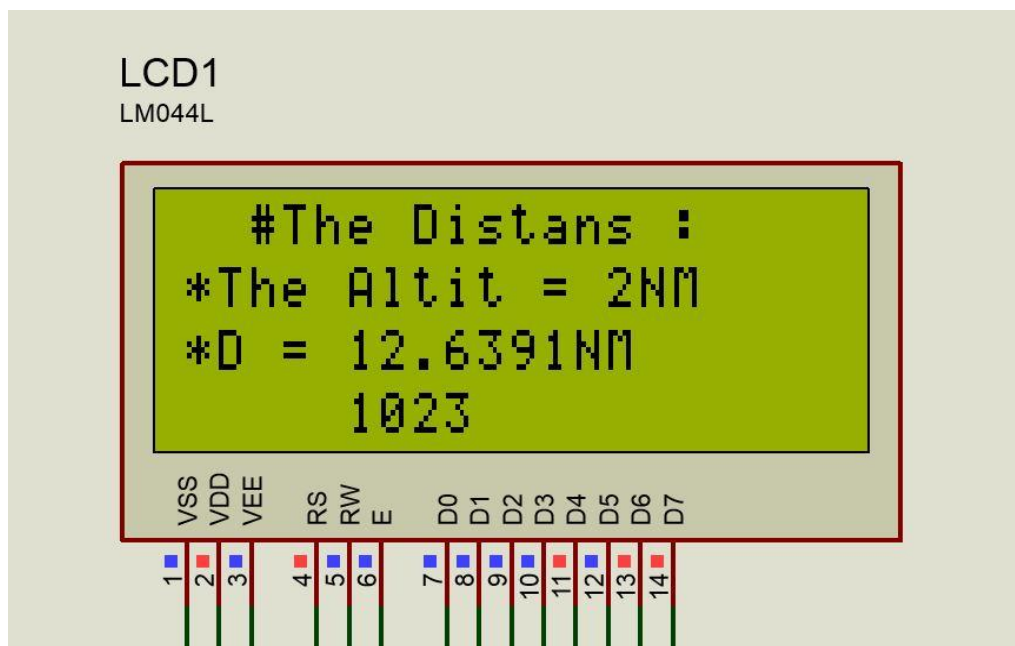 LCD1
LM044L
#The Distans :
*The Altit = 2NM
*D = 12.6391NM
1023
VSS VDD VEE RS RW E D0 D1 D2 D3 D4 D5 D6 D7
1 2 3 4 5 6 7 8 9 10 11 12 13 14